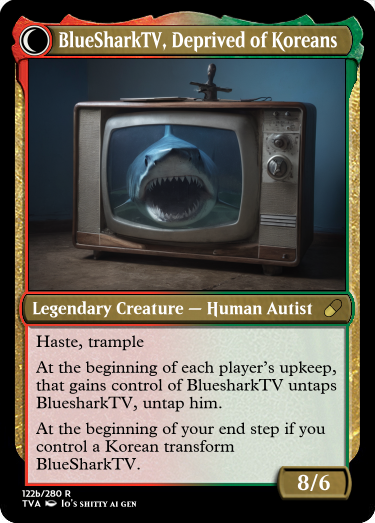 BlueSharkTV, Deprived of Koreans
Legendary Creature — Human Autist
Haste, trample
At the beginning of each player's upkeep,
that gains control of BluesharkTV untaps
BluesharkTV, untap him.
At the beginning of your end step if you
control a Korean transform
BlueSharkTV.
8/6
122b/280 R
TVA Io's shitty ai gen